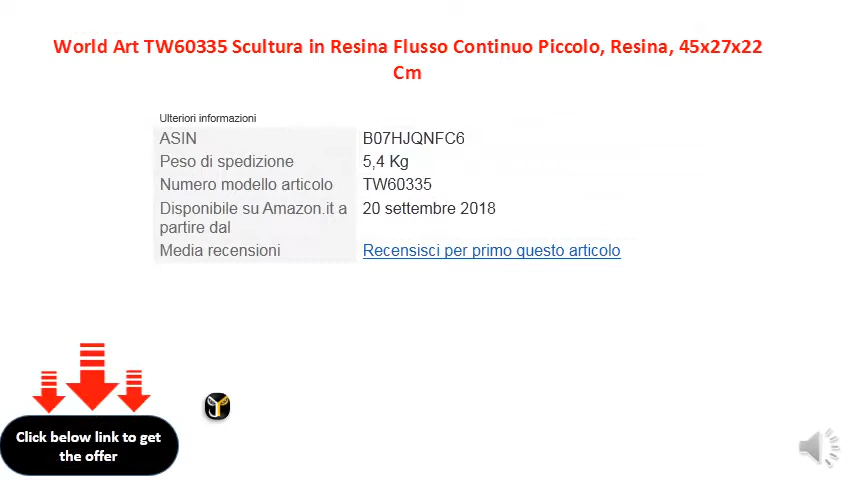 World Art TW60335 Scultura in Resina Flusso Continuo Piccolo, Resina, 45x27x22
Cm
Ulteriori informazioni
ASIN B07HJQNFC6
Peso di spedizione 5,4 Kg
Numero modello articolo TW60335
Disponibile su Amazon.it a 20 settembre 2018
partire dal
Media recensioni Recensisci per primo questo articolo
Click below link to get
the offer